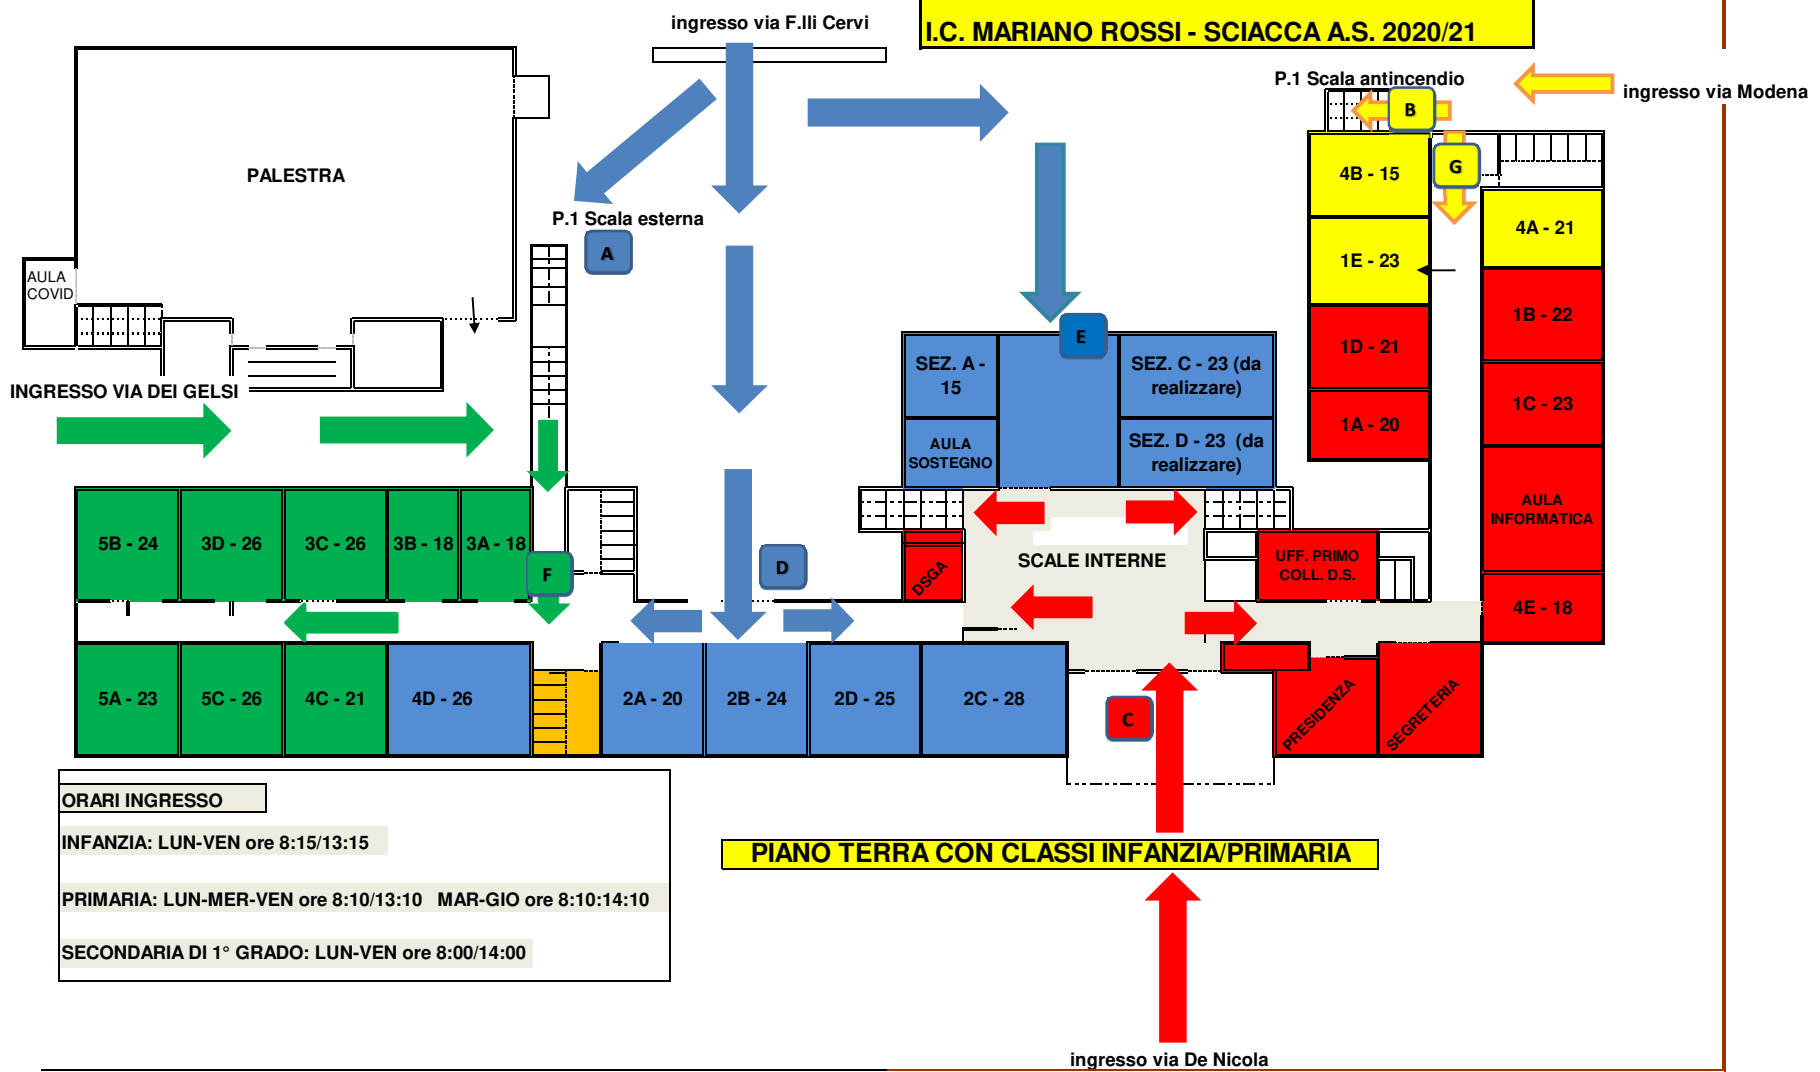 ingresso via F.lli Cervi
I.C. MARIANO ROSSI - SCIACCA A.S. 2020/21
P.1 Scala antincendio
ingresso via Modena
B
G
PALESTRA
4B - 15
P.1 Scala esterna
A
4A - 21
1E - 23
AULA
COVID
1B - 22
E
1D - 21
SEZ. A -
15
SEZ. C - 23 (da
realizzare)
INGRESSO VIA DEI GELSI
1C - 23
1A - 20
AULA
SOSTEGNO
SEZ. D - 23  (da
realizzare)
AULA
INFORMATICA
5B - 24
3D - 26
3C - 26
3B - 18
3A - 18
F
D
DSGA
SCALE INTERNE
UFF. PRIMO
COLL. D.S.
4E - 18
5A - 23
5C - 26
4C - 21
4D - 26
2A - 20
2B - 24
2D - 25
2C - 28
C
PRESIDENZA
SEGRETERIA
ORARI INGRESSO
INFANZIA: LUN-VEN ore 8:15/13:15
PIANO TERRA CON CLASSI INFANZIA/PRIMARIA
PRIMARIA: LUN-MER-VEN ore 8:10/13:10   MAR-GIO ore 8:10:14:10
SECONDARIA DI 1° GRADO: LUN-VEN ore 8:00/14:00
ingresso via De Nicola